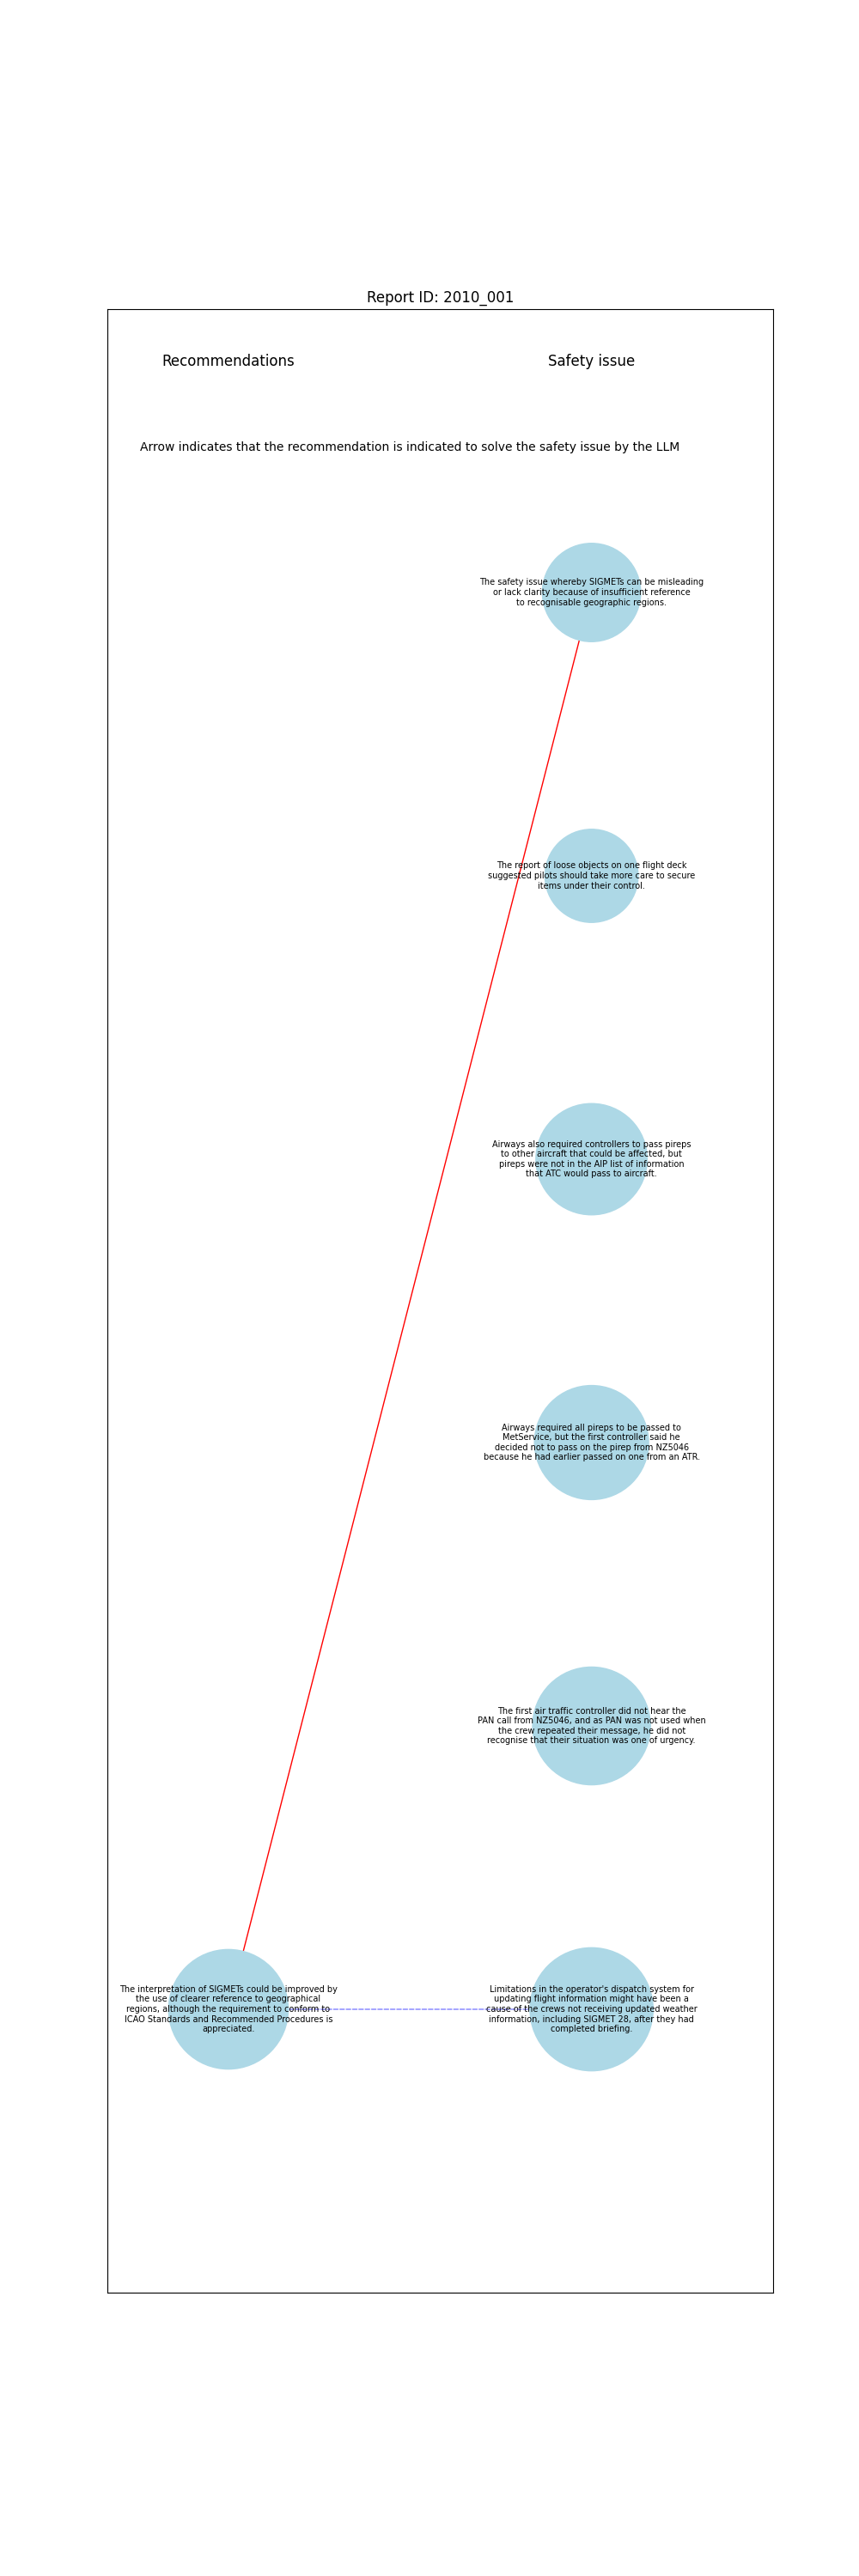 Report ID: 2010_001
Recommendations
Safety issue
Arrow indicates that the recommendation is indicated to solve the safety issue by the LLM
The safety issue whereby SIGMETs can be misleading
or lack clarity because of insufficient reference
to recognisable geographic regions.
The report of loose objects on one flight deck
suggested pilots should take more care to secure
items under their control.
Airways also required controllers to pass pireps
to other aircraft that could be affected, but
pireps were not in the AIP list of information
that ATC would pass to aircraft.
Airways required all pireps to be passed to
MetService, but the first controller said he
decided not to pass on the pirep from NZ5046
because he had earlier passed on one from an ATR.
The first air traffic controller did not hear the
PAN call from NZ5046, and as PAN was not used when
the crew repeated their message, he did not
recognise that their situation was one of urgency.
The interpretation of SIGMETs could be improved by
the use of clearer reference to geographical
regions, although the requirement to conform to
ICAO Standards and Recommended Procedures is
appreciated.
Limitations in the operator's dispatch system for
updating flight information might have been a
cause of the crews not receiving updated weather
information, including SIGMET 28, after they had
completed briefing.